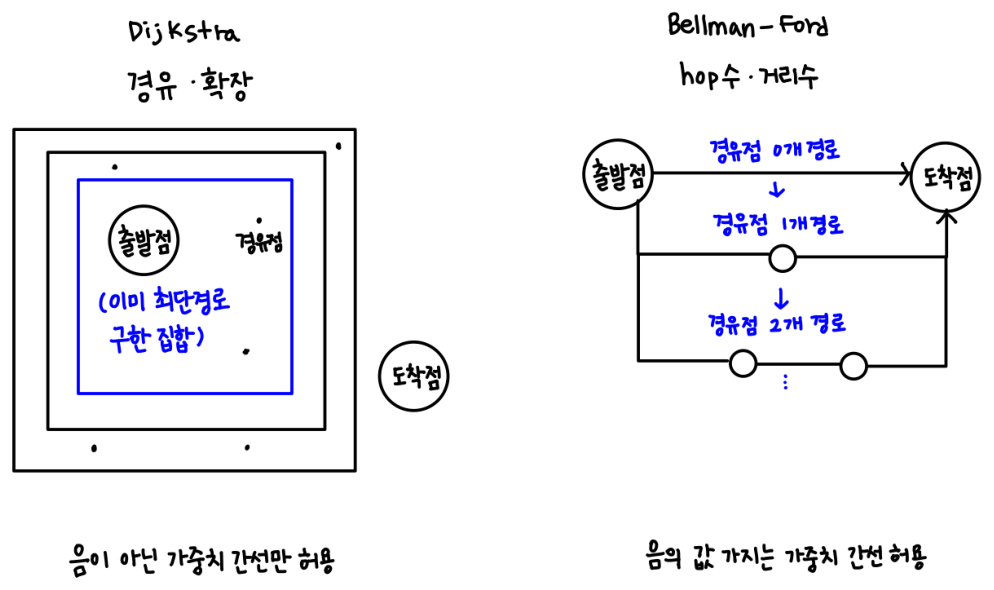 Dijkstra
경유·확장
출발점
경유점
(이미 최단경로
구한 집합)
도착점
음이 아닌 가중치 간선만 허용
Bellman-Ford
hop수·거리수
출발점
경유점 0개 경로
도착점
경유점 1개경로
경유점 2개 경로
음의 값 가지는 가중치 간선 허용